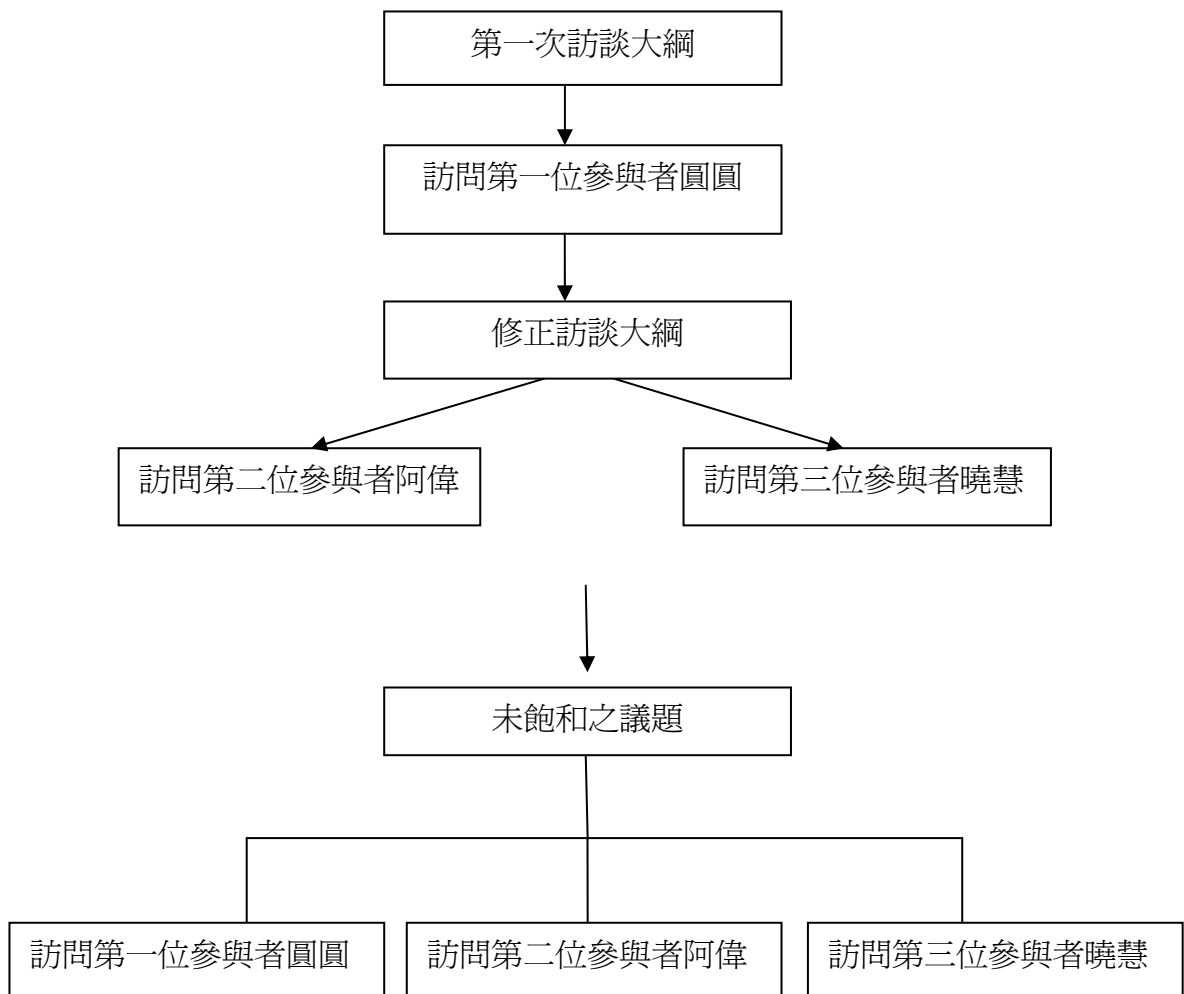 第一次訪談大綱
訪問第一位參與者圓圓
修正訪談大綱
訪問第二位參與者阿偉
訪問第三位參與者曉慧
未飽和之議題
訪問第一位參與者圓圓
訪問第二位參與者阿偉
訪問第三位參與者曉慧